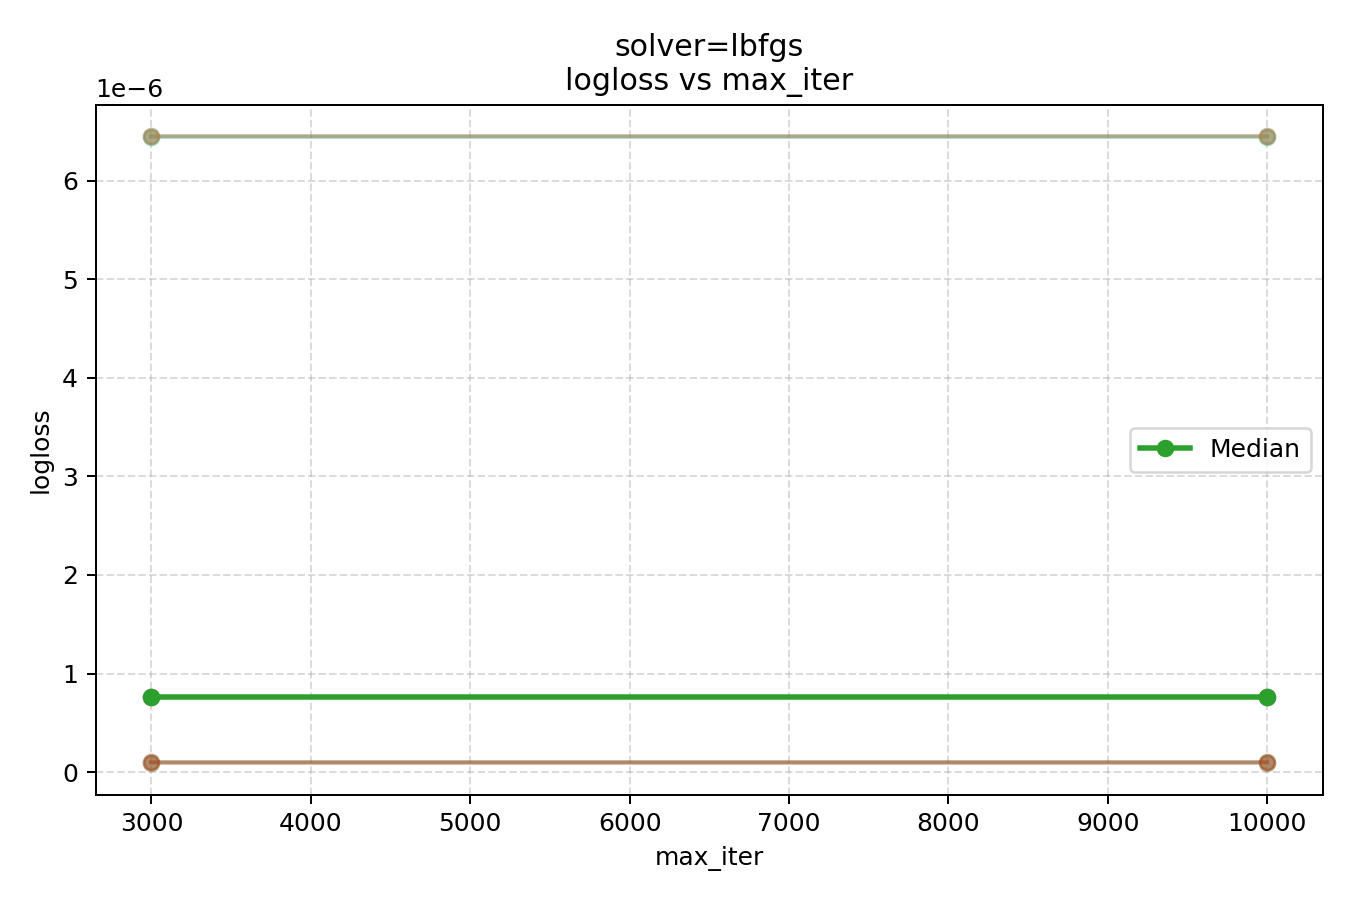 solver=lbfgs
logloss vs max_iter
1e−6
6
5
4
3
2
1
0
logloss
Median
3000 4000 5000 6000 7000 8000 9000 10000
max_iter